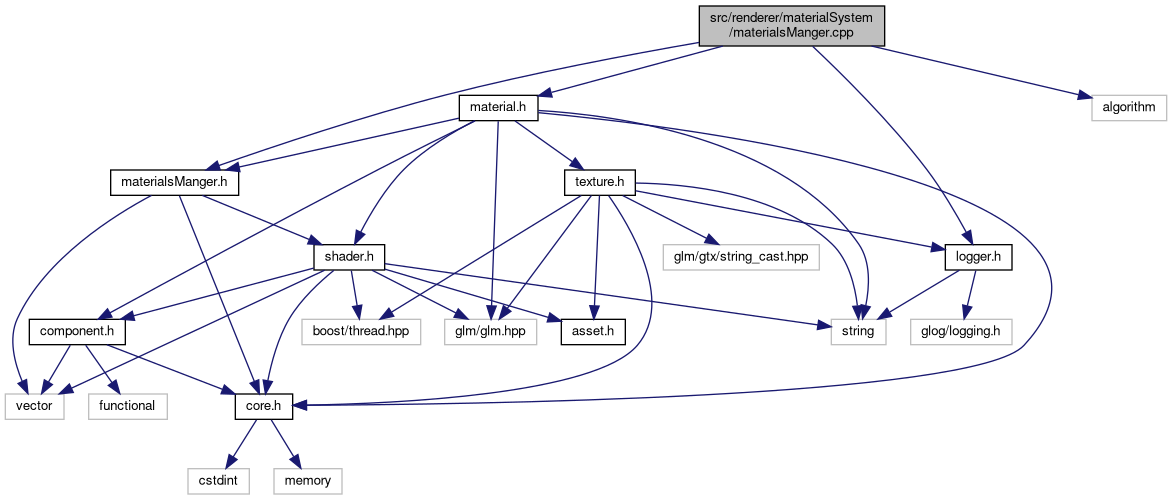 src/renderer/materialSystem
/materialsManger.cpp
material.h
algorithm
materialsManger.h
texture.h
shader.h
glm/gtx/string_cast.hpp
logger.h
component.h
boost/thread.hpp
glm/glm.hpp
asset.h
string
glog/logging.h
vector
functional
core.h
cstdint
memory